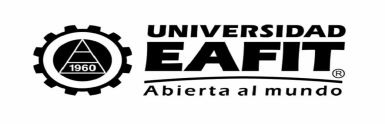 1960
UNIVERSIDAD
EAFIT®
Abierta al mundo